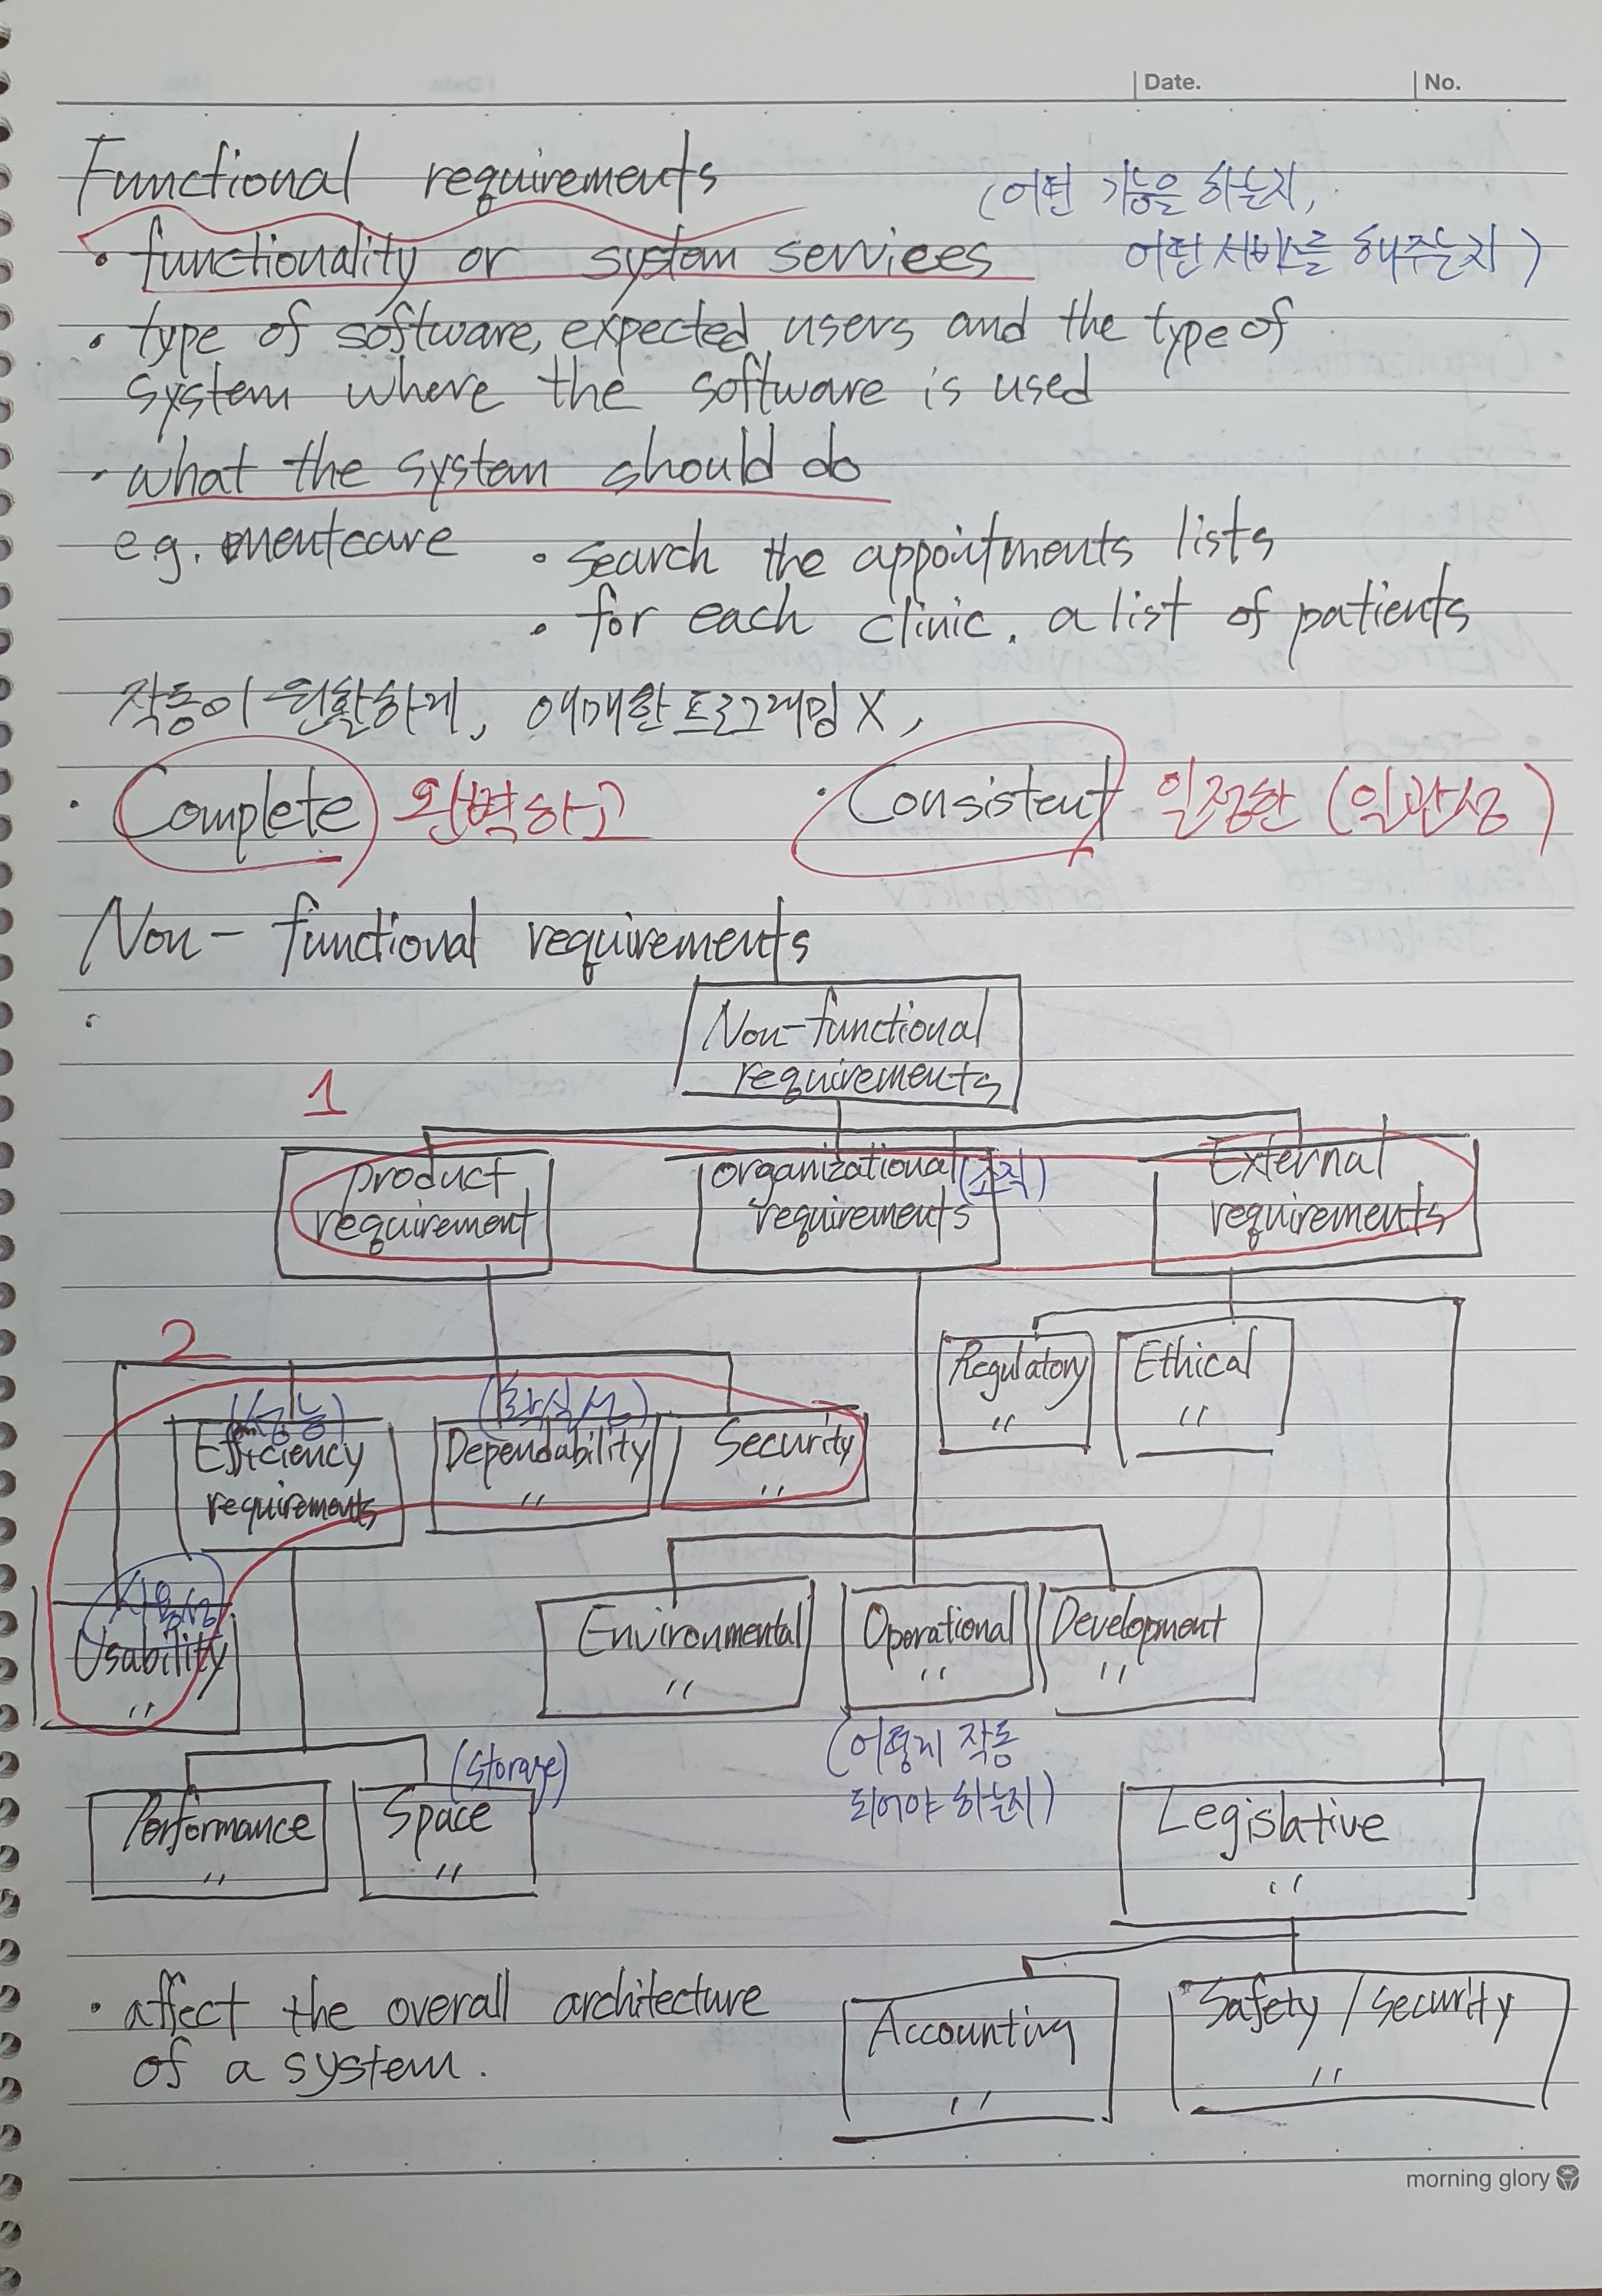 Date. No.
Functional requirements
(어떤 기능을 하는지,
• functionality or system services
어떤 서비스를 해주는지)
• type of software, expected users and the type of
system where the software is used
• what the system should do
e.g. mentcare • search the appointments lists
• for each clinic. a list of patients
작동이 원활하게, 애매한 프로그래밍 X,
• Complete 완벽하고 • Consistent 일정한 (일관성)
Non-functional requirements
•
Non-functional
requirements
1
product
requirement
organizational (조직)
requirements
External
requirements
2
Regulatory
〃
Ethical
〃
(성능)
Efficiency
requirements
Dependability
〃
Security
〃
사용성
Usability
〃
Environmental
〃
Operational
〃
Development
〃
(어떻게 작동
되어야 하는지)
Performance
〃
(storage)
Space
〃
Legislative
〃
• affect the overall architecture
of a system.
Accounting
〃
Safety / security
〃
morning glory